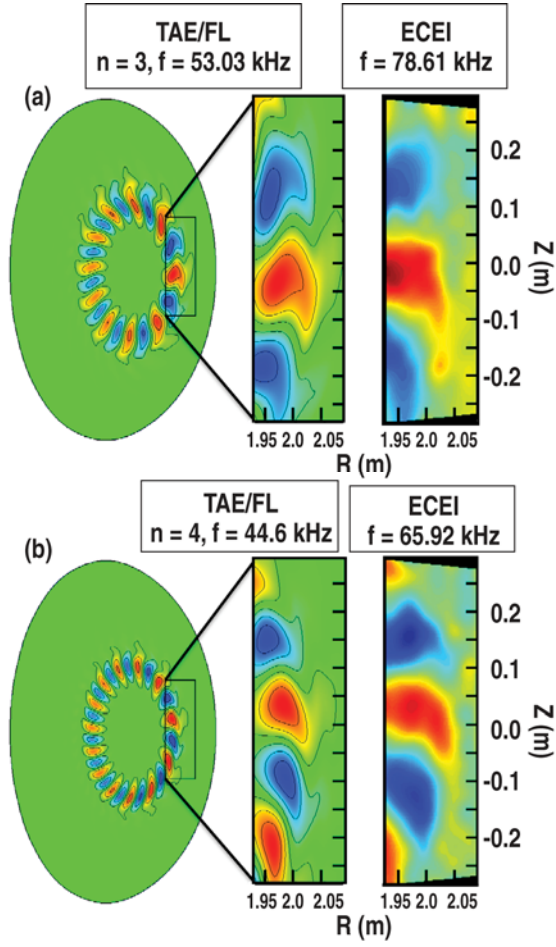 TAE/FL
n = 3, f = 53.03 kHz
ECEI
f = 78.61 kHz
(a)
0.2
0.1
0.0
-0.1
-0.2
Z (m)
1.95 2.0 2.05
1.95 2.0 2.05
R (m)
TAE/FL
n = 4, f = 44.6 kHz
ECEI
f = 65.92 kHz
(b)
0.2
0.1
0.0
-0.1
-0.2
Z (m)
1.95 2.0 2.05
1.95 2.0 2.05
R (m)